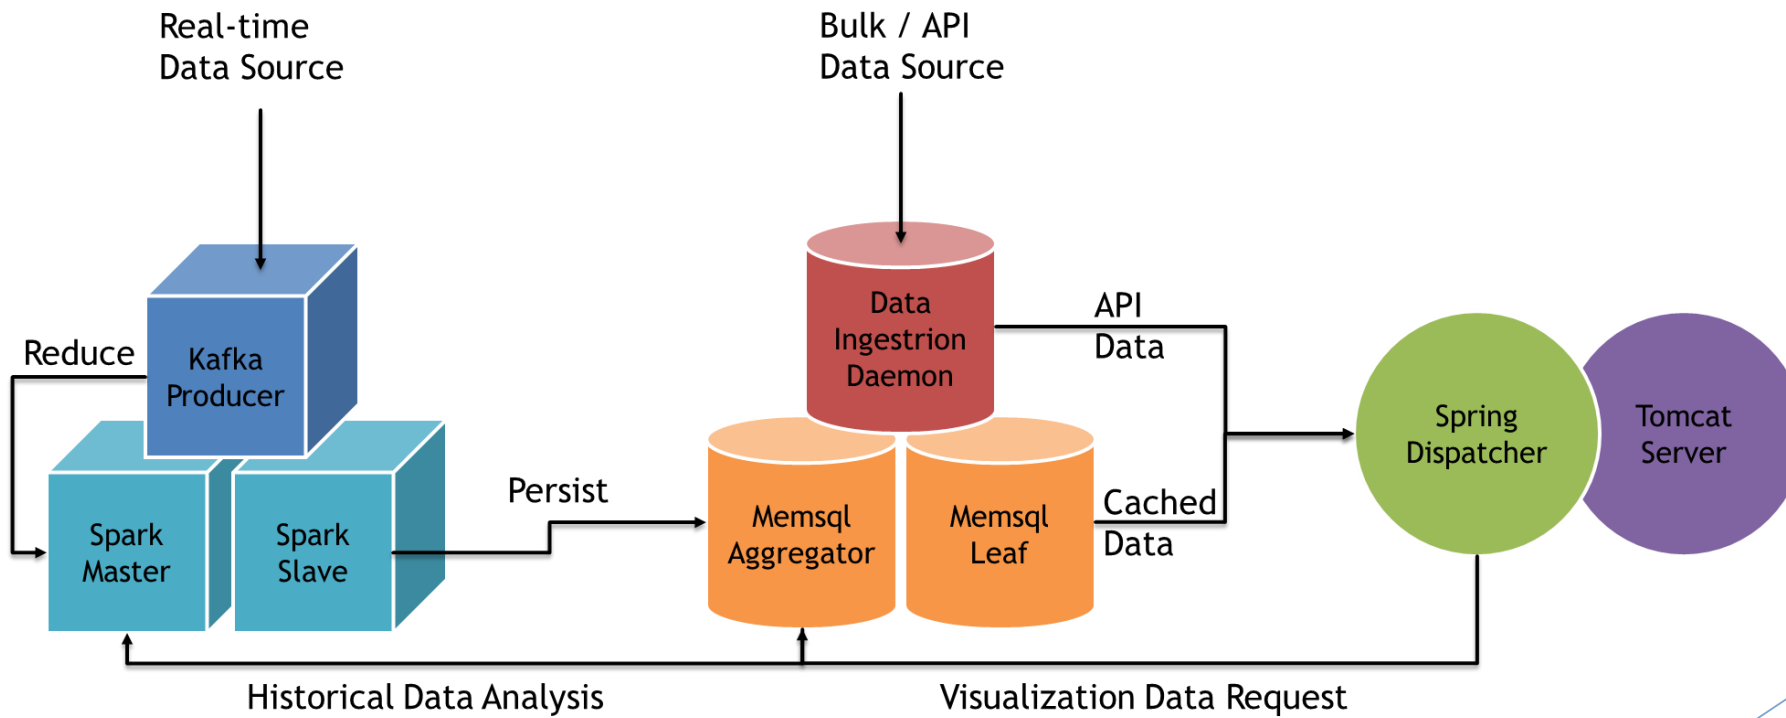 Real-time
Data Source
Bulk / API
Data Source
Reduce
Kafka
Producer
Spark
Master
Spark
Slave
Persist
Data
Ingestrion
Daemon
API
Data
Memsql
Aggregator
Memsql
Leaf
Cached
Data
Spring
Dispatcher
Tomcat
Server
Historical Data Analysis
Visualization Data Request